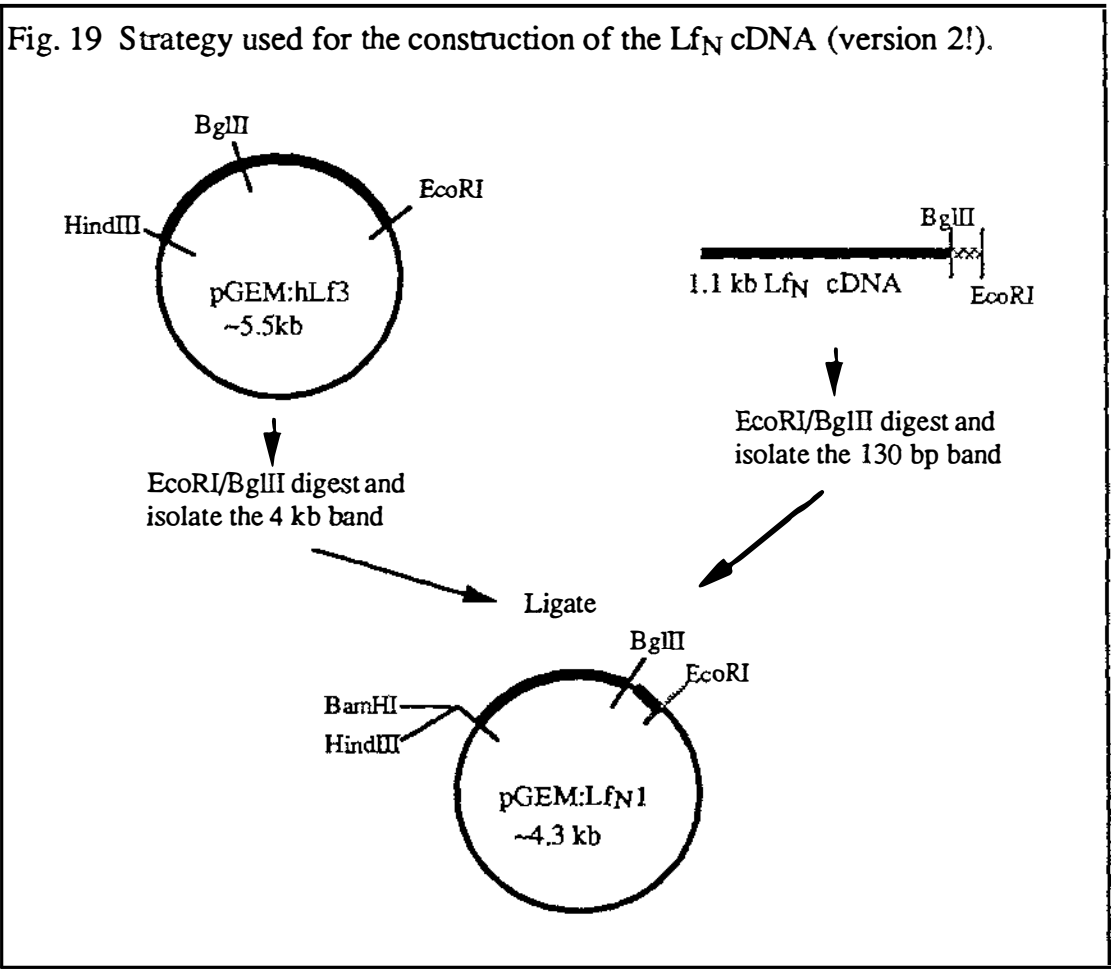 Fig. 19 Strategy used for the construction of the LfN cDNA (version 2!).
BglII
EcoRI
HindIII
pGEM:hLf3
~5.5kb
BglII
1.1 kb LfN cDNA
EcoRI
EcoRI/BglII digest and
isolate the 4 kb band
EcoRI/BglII digest and
isolate the 130 bp band
Ligate
BglII
EcoRI
BamHI
HindIII
pGEM:LfN1
~4.3 kb